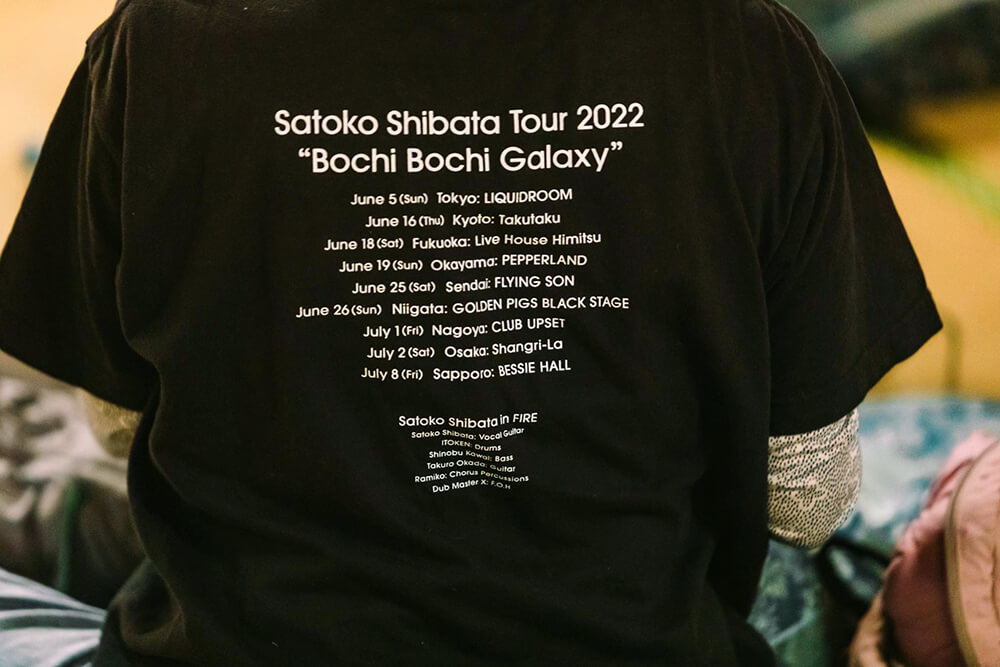 Satoko Shibata Tour 2022
“Bochi Bochi Galaxy”
June 5 (Sun) Tokyo: LIQUIDROOM
June 16 (Thu) Kyoto: Takutaku
June 18 (Sat) Fukuoka: Live House Himitsu
June 19 (Sun) Okayama: PEPPERLAND
June 25 (Sat) Sendai: FLYING SON
June 26 (Sun) Niigata: GOLDEN PIGS BLACK STAGE
July 1 (Fri) Nagoya: CLUB UPSET
July 2 (Sat) Osaka: Shangri-La
July 8 (Fri) Sapporo: BESSIE HALL
Satoko Shibata in FIRE
Satoko Shibata: Vocal Guitar
ITOKEN: Drums
Shinobu Kawai: Bass
Takuro Okada: Guitar
Ramiko: Chorus Percussions
Dub Master X: F.O.H